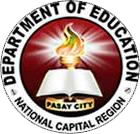 DEPARTMENT OF EDUCATION
PASAY CITY
NATIONAL CAPITAL REGION